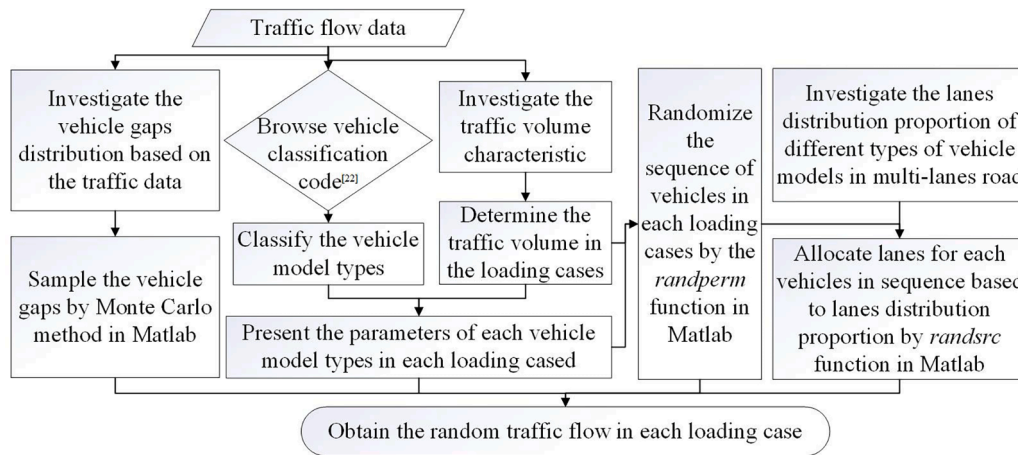 Traffic flow data
Investigate the
vehicle gaps
distribution based on
the traffic data
Browse vehicle
classification
code[22]
Investigate the
traffic volume
characteristic
Randomize
the
sequence of
vehicles in
each loading
cases by the
randperm
function in
Matlab
Investigate the lanes
distribution proportion of
different types of vehicle
models in multi-lanes road
Sample the vehicle
gaps by Monte Carlo
method in Matlab
Classify the vehicle
model types
Determine the
traffic volume in
the loading cases
Allocate lanes for each
vehicles in sequence based
to lanes distribution
proportion by randsrc
function in Matlab
Present the parameters of each vehicle
model types in each loading cased
Obtain the random traffic flow in each loading case